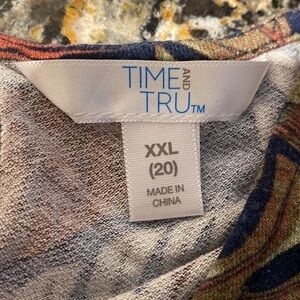 TIME AND
TRU™
XXL
(20)
MADE IN
CHINA